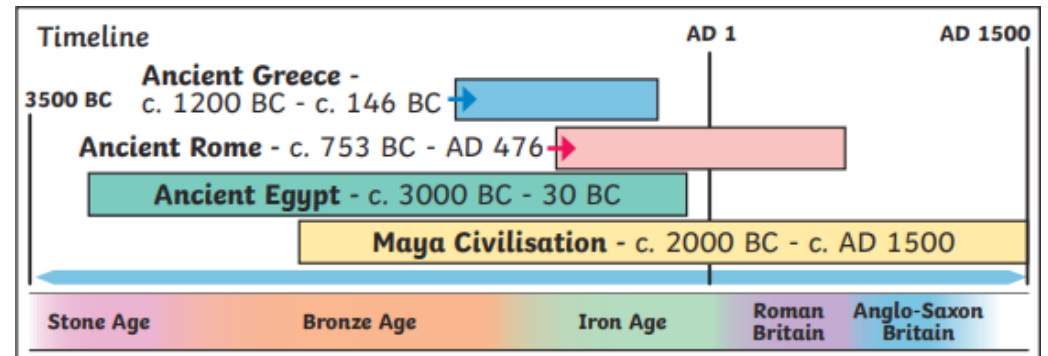 Timeline
AD 1
AD 1500
3500 BC
Ancient Greece -
c. 1200 BC - c. 146 BC
Ancient Rome - c. 753 BC - AD 476
Ancient Egypt - c. 3000 BC - 30 BC
Maya Civilisation - c. 2000 BC - c. AD 1500
Stone Age
Bronze Age
Iron Age
Roman
Britain
Anglo-Saxon
Britain